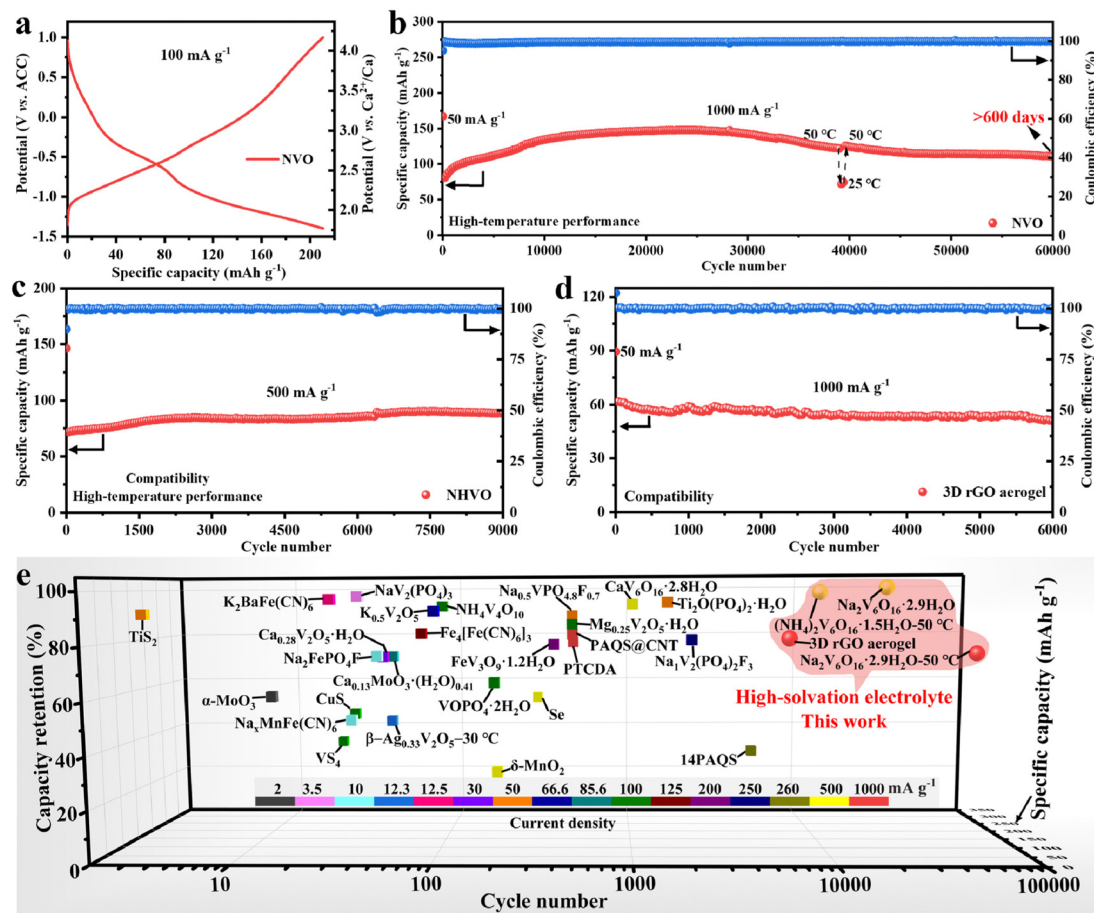 a
100 mA g⁻¹
NVO
Potential (V vs. ACC)
1.0
0.5
0.0
-0.5
-1.0
-1.5
Potential (V vs. Ca²⁺/Ca)
4.0
3.5
3.0
2.5
2.0
0 40 80 120 160 200
Specific capacity (mAh g⁻¹)
b
Specific capacity (mAh g⁻¹)
300
250
200
150
100
50
0
50 mA g⁻¹
1000 mA g⁻¹
50 °C 50 °C
25 °C
>600 days
High-temperature performance
NVO
Coulombic efficiency (%)
100
80
60
40
20
0
0 10000 20000 30000 40000 50000 60000
Cycle number
c
Specific capacity (mAh g⁻¹)
200
175
150
125
100
75
50
25
0
500 mA g⁻¹
Compatibility
High-temperature performance
NHVO
Coulombic efficiency (%)
100
75
50
25
0
0 1500 3000 4500 6000 7500 9000
Cycle number
d
Specific capacity (mAh g⁻¹)
120
90
60
30
0
50 mA g⁻¹
1000 mA g⁻¹
Compatibility
3D rGO aerogel
Coulombic efficiency (%)
100
75
50
25
0
0 1000 2000 3000 4000 5000 6000
Cycle number
e
Capacity retention (%)
100
80
60
40
20
0
TiS₂
K₂BaFe(CN)₆
NaV₂(PO₄)₃
K₀.₅V₂O₅
NH₄V₄O₁₀
Na₀.₅VPO₄.₈F₀.₇
CaV₆O₁₆·2.8H₂O
Ti₂O(PO₄)₂·H₂O
Na₂V₆O₁₆·2.9H₂O
(NH₄)₂V₆O₁₆·1.5H₂O-50 °C
3D rGO aerogel
Na₂V₆O₁₆·2.9H₂O-50 °C
Ca₀.₂₈V₂O₅·H₂O
Fe₄[Fe(CN)₆]₃
Mg₀.₂₅V₂O₅·H₂O
PAQS@CNT
Na₂FePO₄F
FeV₃O₉·1.2H₂O
PTCDA
Na₁V₂(PO₄)₂F₃
Ca₀.₁₃MoO₃·(H₂O)₀.₄₁
α-MoO₃
CuS
VOPO₄·2H₂O
Se
High-solvation electrolyte
This work
NaₓMnFe(CN)₆
β–Ag₀.₃₃V₂O₅–30 °C
VS₄
δ-MnO₂
14PAQS
2 3.5 10 12.3 12.5 30 50 66.6 85.6 100 125 200 250 260 500 1000 mA g⁻¹
Current density
Specific capacity (mAh g⁻¹)
350
250
200
150
100
50
0
10 100 1000 10000 100000
Cycle number